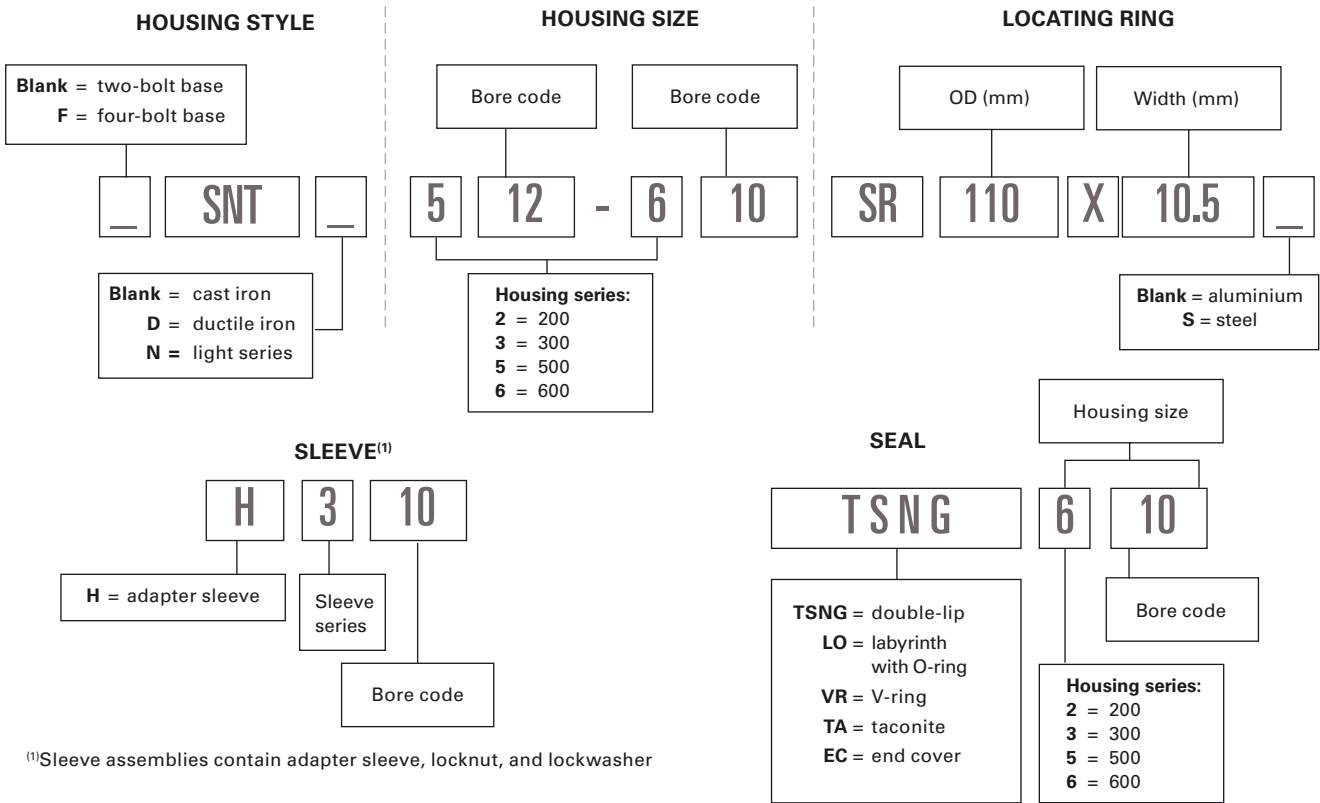 HOUSING STYLE
Blank = two-bolt base
F = four-bolt base
_ SNT _
Blank = cast iron
D = ductile iron
N = light series
HOUSING SIZE
Bore code
Bore code
5 12 - 6 10
Housing series:
2 = 200
3 = 300
5 = 500
6 = 600
LOCATING RING
OD (mm)
Width (mm)
SR 110 X 10.5 _
Blank = aluminium
S = steel
SLEEVE(1)
H 3 10
H = adapter sleeve
Sleeve
series
Bore code
(1)Sleeve assemblies contain adapter sleeve, locknut, and lockwasher
SEAL
Housing size
TSNG 6 10
TSNG = double-lip
LO = labyrinth
with O-ring
VR = V-ring
TA = taconite
EC = end cover
Bore code
Housing series:
2 = 200
3 = 300
5 = 500
6 = 600